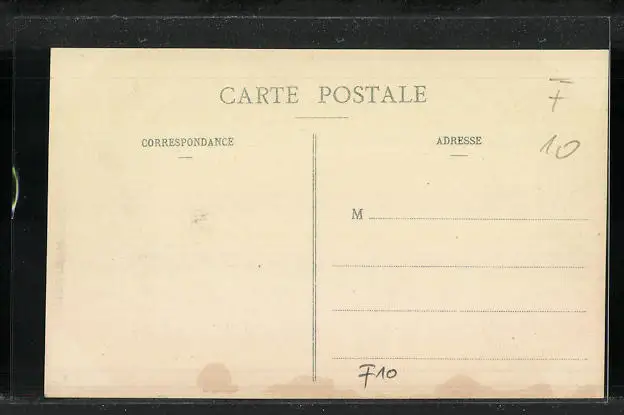 CARTE POSTALE
CORRESPONDANCE
ADRESSE
F
10
M
F10